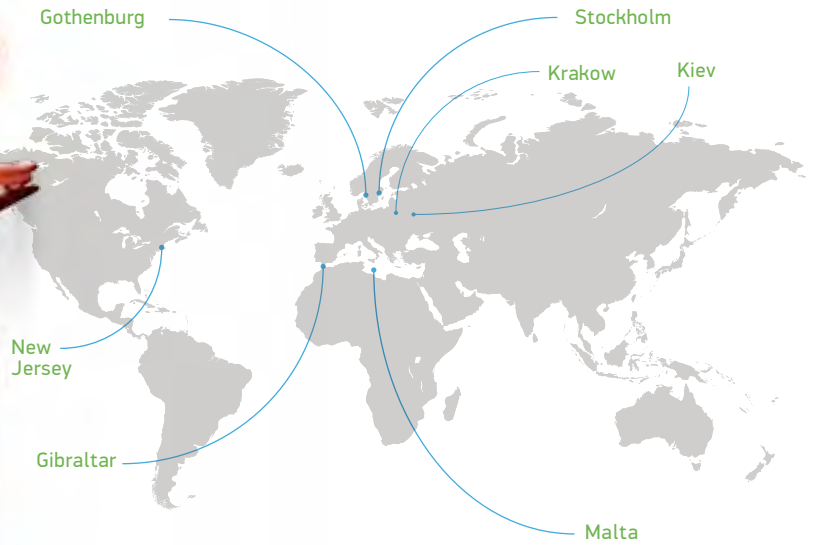 Gothenburg
Stockholm
Krakow
Kiev
New
Jersey
Gibraltar
Malta